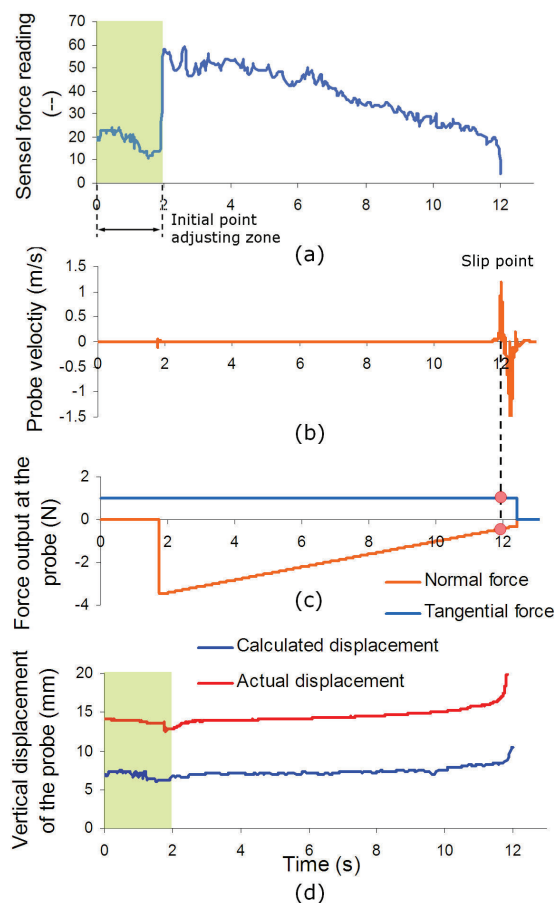 Sensel force reading
(--)
70
60
50
40
30
20
10
0
0
2
4
6
8
10
12
Initial point
adjusting zone
(a)
Slip point
Probe veloctiy (m/s)
1.5
1
0.5
0
-0.5
-1
-1.5
0
2
4
6
8
10
12
(b)
Force output at the
probe (N)
2
0
-2
-4
0
2
4
6
8
10
12
Normal force
Tangential force
(c)
Calculated displacement
Actual displacement
Vertical displacement
of the probe (mm)
20
15
10
5
0
0
2
4
6
8
10
12
Time (s)
(d)